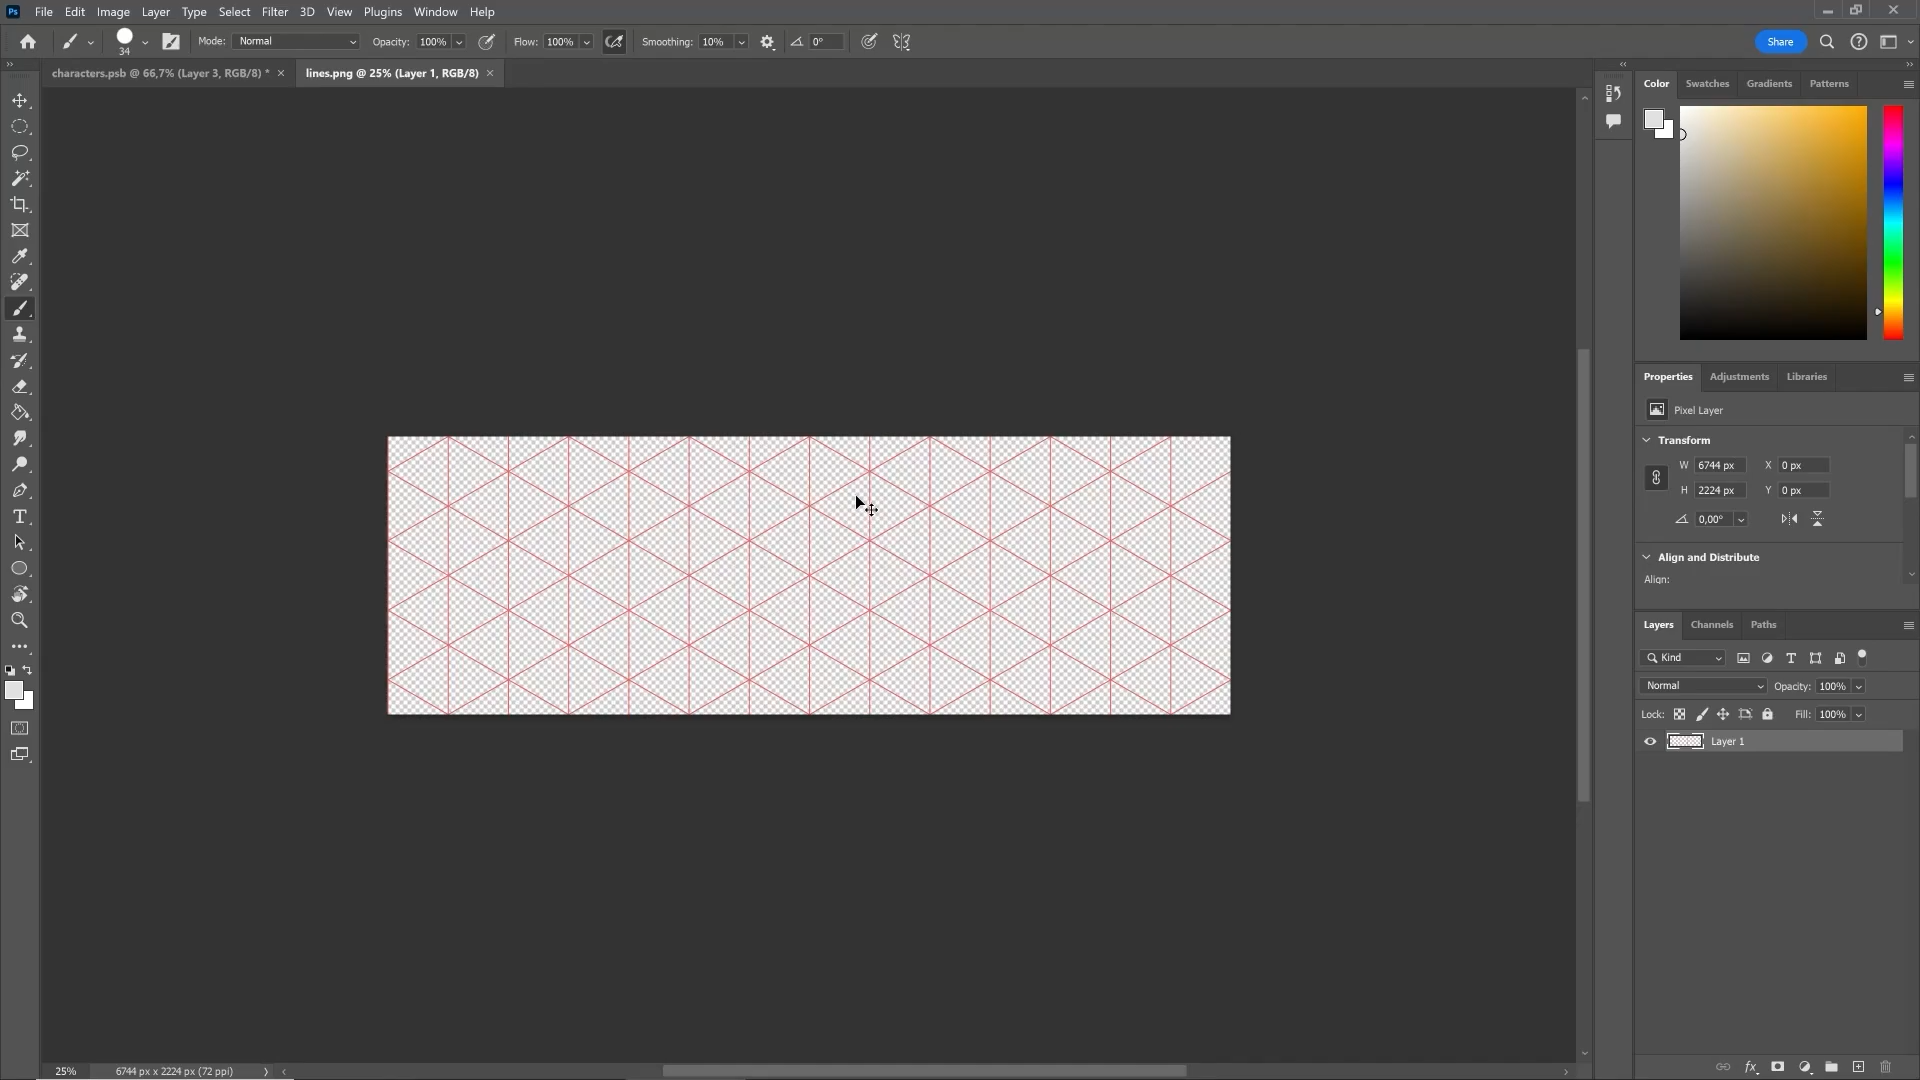 Ps File Edit Image Layer Type Select Filter 3D View Plugins Window Help
34 Mode: Normal Opacity: 100% Flow: 100% Smoothing: 10% 0° Share
characters.psb @ 66,7% (Layer 3, RGB/8) * × lines.png @ 25% (Layer 1, RGB/8) ×
Color Swatches Gradients Patterns
Properties Adjustments Libraries
Pixel Layer
Transform
W 6744 px X 0 px
H 2224 px Y 0 px
0,00°
Align and Distribute
Align:
Layers Channels Paths
Kind
Normal Opacity: 100%
Lock: Fill: 100%
Layer 1
25% 6744 px x 2224 px (72 ppi)